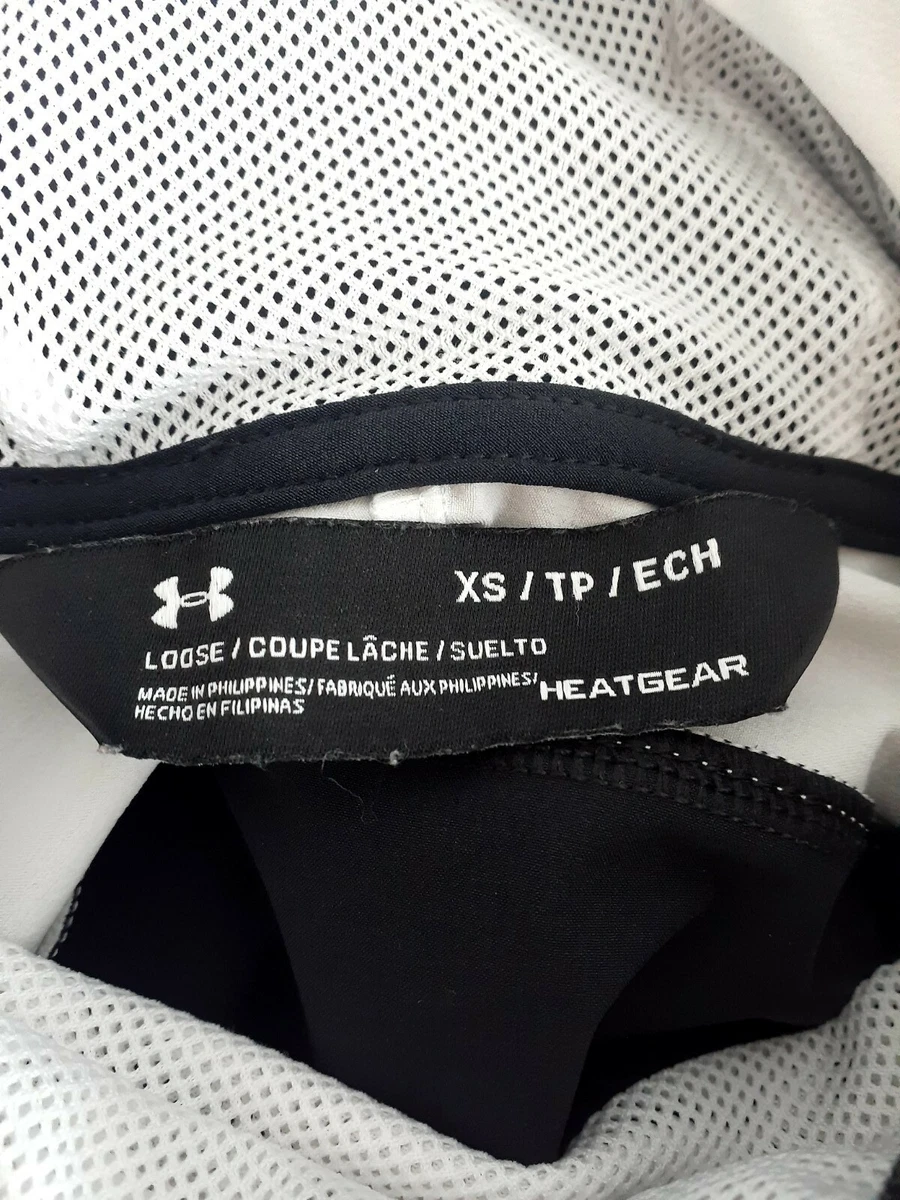 XS / TP / ECH
LOOSE / COUPE LÂCHE / SUELTO
MADE IN PHILIPPINES/ FABRIQUÉ AUX PHILIPPINES/
HECHO EN FILIPINAS
HEATGEAR